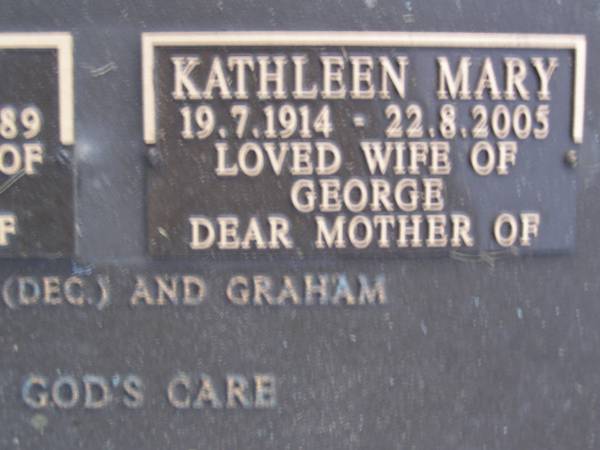 89
OF
F
KATHLEEN MARY
19.7.1914 - 22.8.2005
LOVED WIFE OF
GEORGE
DEAR MOTHER OF
(DEC.) AND GRAHAM
GOD'S CARE